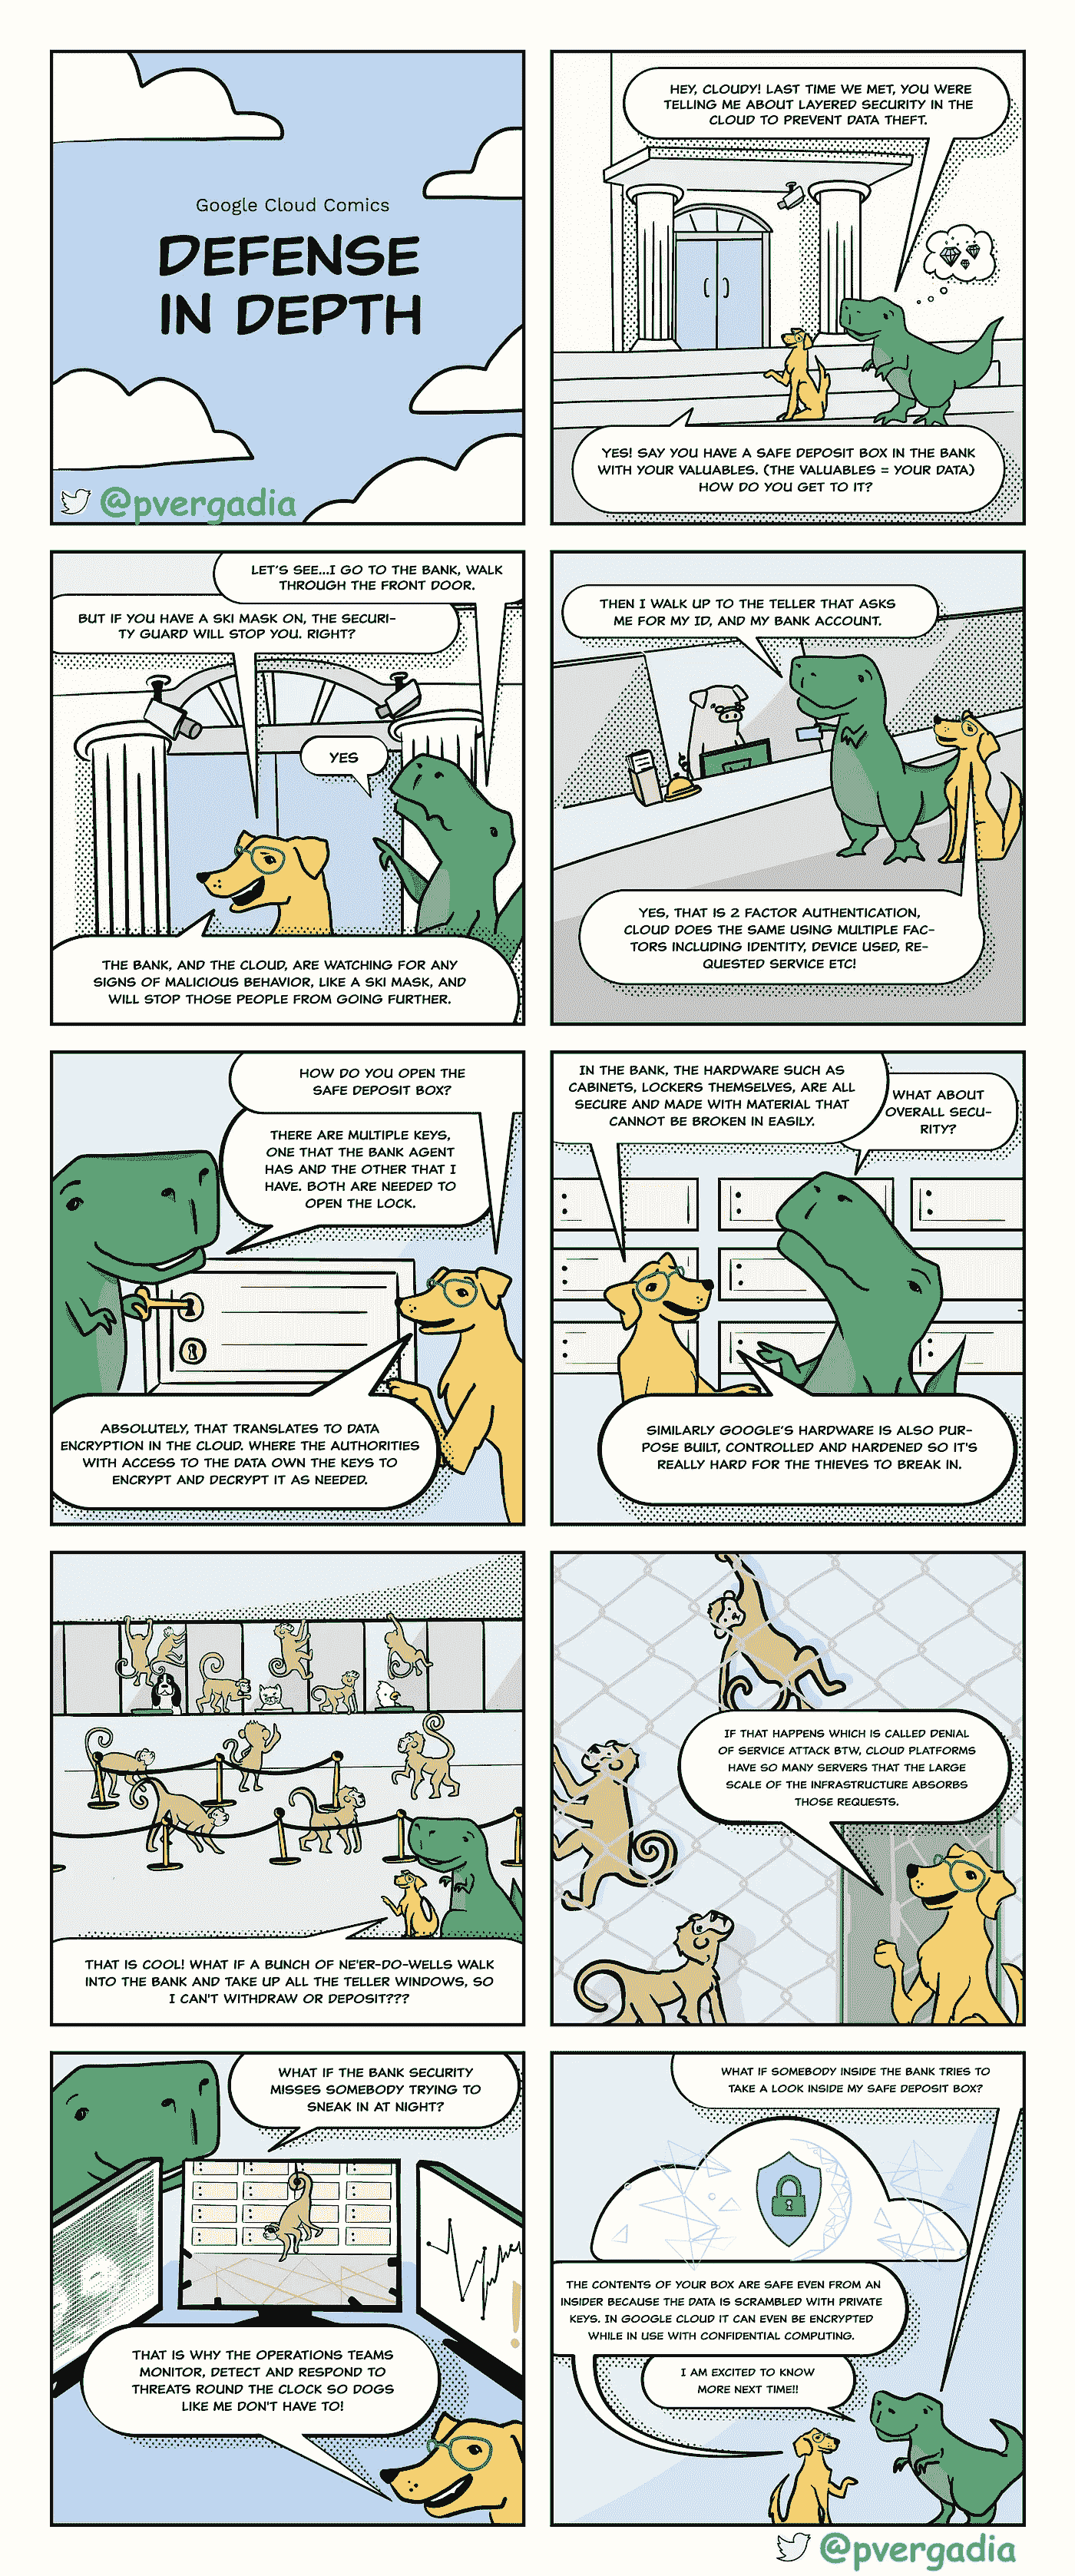 Google Cloud Comics
DEFENSE
IN DEPTH
@pvergadia
HEY, CLOUDY! LAST TIME WE MET, YOU WERE
TELLING ME ABOUT LAYERED SECURITY IN THE
CLOUD TO PREVENT DATA THEFT.
YES! SAY YOU HAVE A SAFE DEPOSIT BOX IN THE BANK
WITH YOUR VALUABLES. (THE VALUABLES = YOUR DATA)
HOW DO YOU GET TO IT?
LET'S SEE...I GO TO THE BANK, WALK
THROUGH THE FRONT DOOR.
BUT IF YOU HAVE A SKI MASK ON, THE SECURI-
TY GUARD WILL STOP YOU. RIGHT?
YES
THE BANK, AND THE CLOUD, ARE WATCHING FOR ANY
SIGNS OF MALICIOUS BEHAVIOR, LIKE A SKI MASK, AND
WILL STOP THOSE PEOPLE FROM GOING FURTHER.
THEN I WALK UP TO THE TELLER THAT ASKS
ME FOR MY ID, AND MY BANK ACCOUNT.
YES, THAT IS 2 FACTOR AUTHENTICATION,
CLOUD DOES THE SAME USING MULTIPLE FAC-
TORS INCLUDING IDENTITY, DEVICE USED, RE-
QUESTED SERVICE ETC!
HOW DO YOU OPEN THE
SAFE DEPOSIT BOX?
THERE ARE MULTIPLE KEYS,
ONE THAT THE BANK AGENT
HAS AND THE OTHER THAT I
HAVE. BOTH ARE NEEDED TO
OPEN THE LOCK.
ABSOLUTELY, THAT TRANSLATES TO DATA
ENCRYPTION IN THE CLOUD. WHERE THE AUTHORITIES
WITH ACCESS TO THE DATA OWN THE KEYS TO
ENCRYPT AND DECRYPT IT AS NEEDED.
WHAT ABOUT
OVERALL SECU-
RITY?
IN THE BANK, THE HARDWARE SUCH AS
CABINETS, LOCKERS THEMSELVES, ARE ALL
SECURE AND MADE WITH MATERIAL THAT
CANNOT BE BROKEN IN EASILY.
SIMILARLY GOOGLE'S HARDWARE IS ALSO PUR-
POSE BUILT, CONTROLLED AND HARDENED SO IT'S
REALLY HARD FOR THE THIEVES TO BREAK IN.
THAT IS COOL! WHAT IF A BUNCH OF NE'ER-DO-WELLS WALK
INTO THE BANK AND TAKE UP ALL THE TELLER WINDOWS, SO
I CAN'T WITHDRAW OR DEPOSIT???
IF THAT HAPPENS WHICH IS CALLED DENIAL
OF SERVICE ATTACK BTW, CLOUD PLATFORMS
HAVE SO MANY SERVERS THAT THE LARGE
SCALE OF THE INFRASTRUCTURE ABSORBS
THOSE REQUESTS.
WHAT IF THE BANK SECURITY
MISSES SOMEBODY TRYING TO
SNEAK IN AT NIGHT?
THAT IS WHY THE OPERATIONS TEAMS
MONITOR, DETECT AND RESPOND TO
THREATS ROUND THE CLOCK SO DOGS
LIKE ME DON'T HAVE TO!
WHAT IF SOMEBODY INSIDE THE BANK TRIES TO
TAKE A LOOK INSIDE MY SAFE DEPOSIT BOX?
THE CONTENTS OF YOUR BOX ARE SAFE EVEN FROM AN
INSIDER BECAUSE THE DATA IS SCRAMBLED WITH PRIVATE
KEYS. IN GOOGLE CLOUD IT CAN EVEN BE ENCRYPTED
WHILE IN USE WITH CONFIDENTIAL COMPUTING.
I AM EXCITED TO KNOW
MORE NEXT TIME!!
@pvergadia